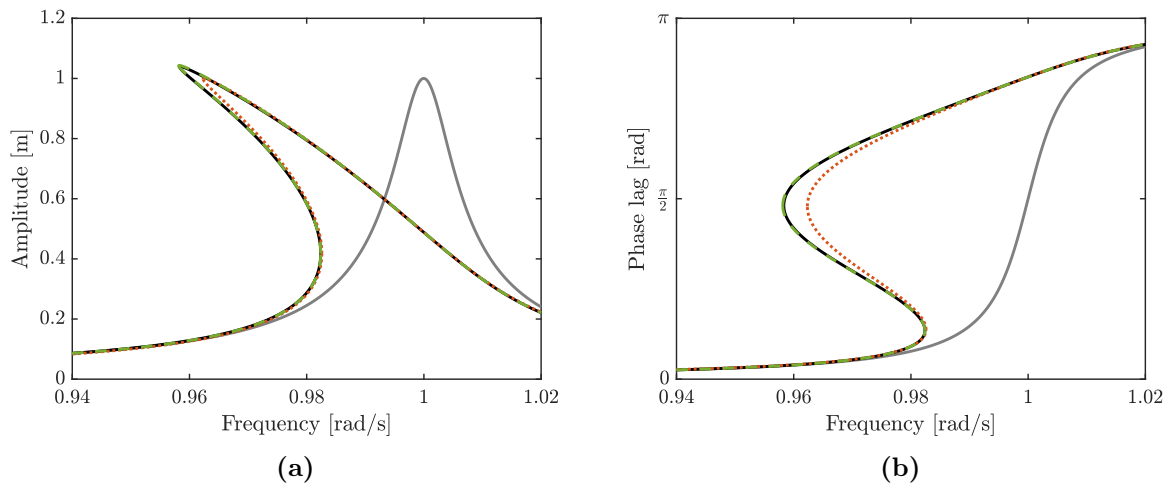 1.2
1
0.8
0.6
0.4
0.2
0
Amplitude [m]
0.94
0.96
0.98
1
1.02
Frequency [rad/s]
(a)
π
π/2
0
Phase lag [rad]
0.94
0.96
0.98
1
1.02
Frequency [rad/s]
(b)